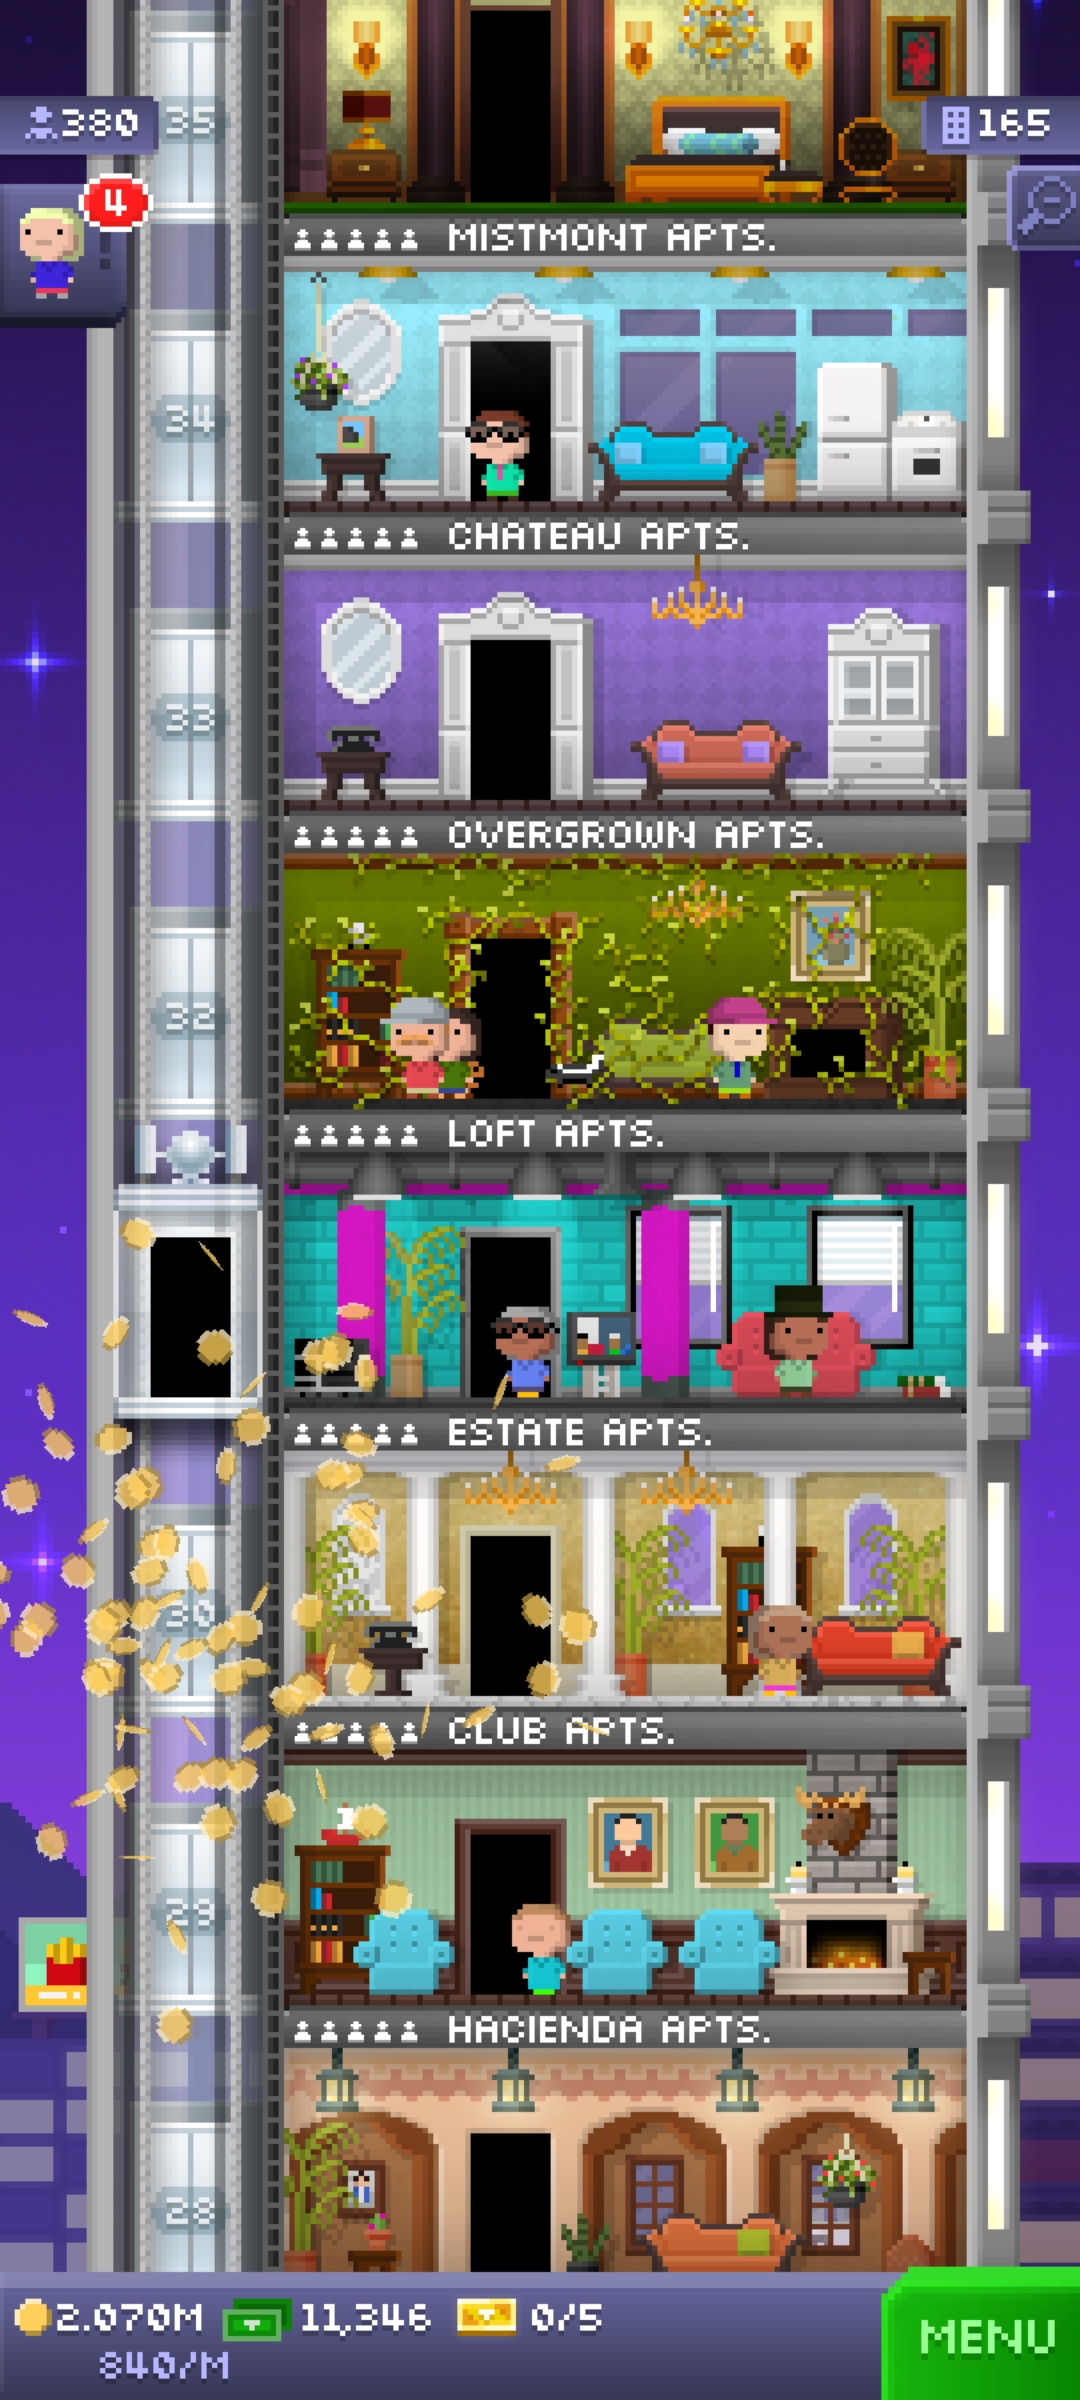 380
35
165
4
MISTMONT APTS.
34
CHATEAU APTS.
33
OVERGROWN APTS.
32
LOFT APTS.
ESTATE APTS.
30
CLUB APTS.
29
HACIENDA APTS.
28
2.070M
11,346
0/5
MENU
840/M